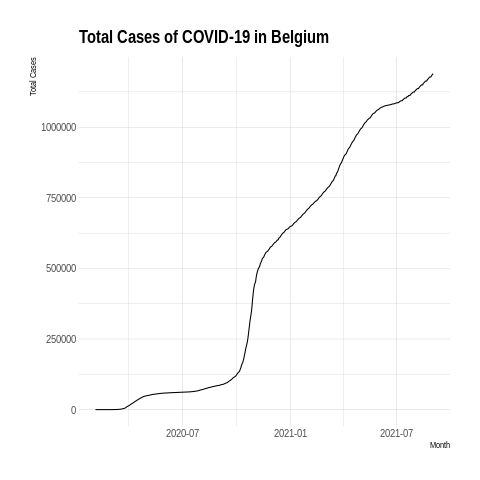 Total Cases of COVID-19 in Belgium
Total Cases
1000000
750000
500000
250000
0
2020-07 2021-01 2021-07
Month